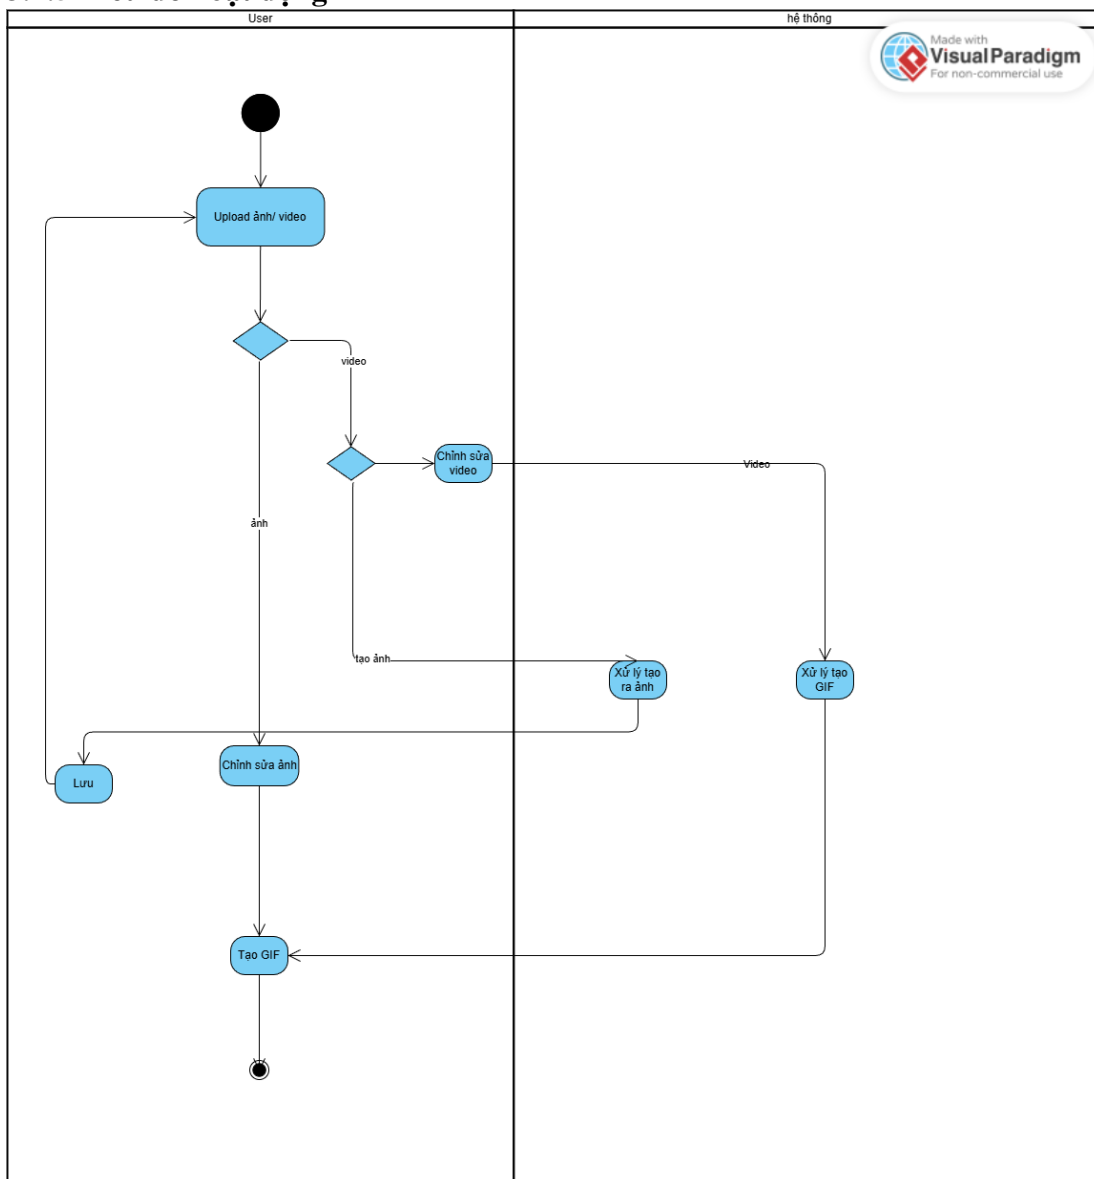 User
hệ thống
Made with
Visual Paradigm
For non-commercial use
Upload ảnh/ video
video
Chỉnh sửa
video
Video
ảnh
tạo ảnh
Xử lý tạo
ra ảnh
Xử lý tạo
GIF
Chỉnh sửa ảnh
Lưu
Tạo GIF